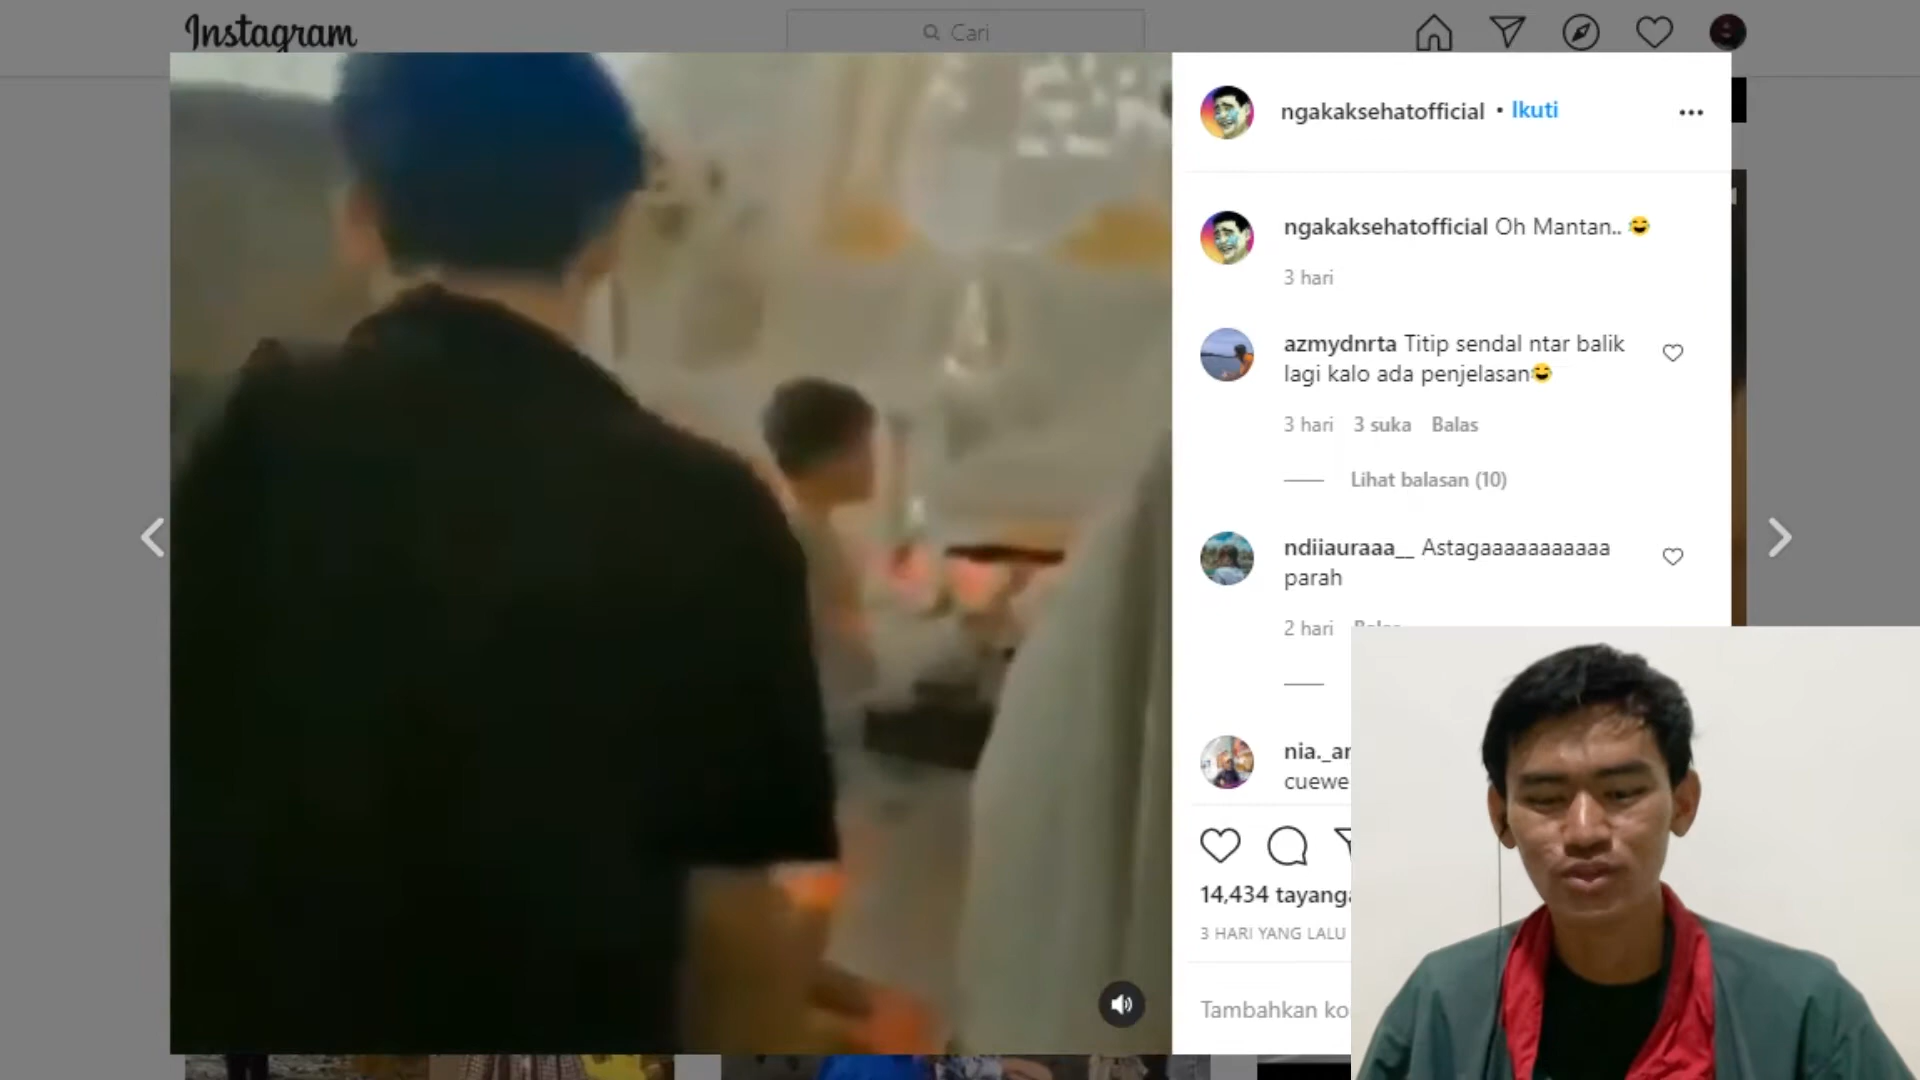 Instagram
Cari
ngakaksehatofficial • Ikuti
ngakaksehatofficial Oh Mantan.. 😂
3 hari
azmydnrta Titip sendal ntar balik
lagi kalo ada penjelasan😂
3 hari 3 suka Balas
Lihat balasan (10)
ndiiauraaa__ Astagaaaaaaaaaaa
parah
2 hari Balas
nia._ar
cuewe
14,434 tayanga
3 HARI YANG LALU
Tambahkan ko